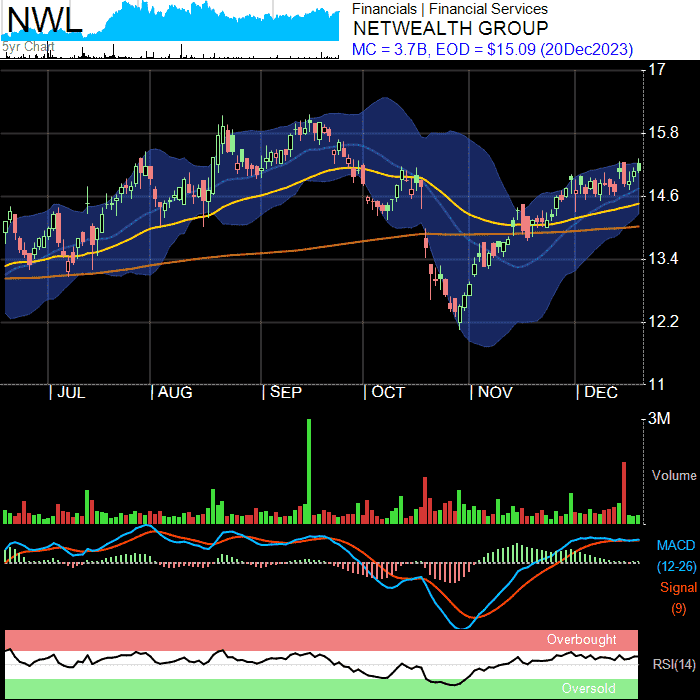 NWL
5yr Chart
Financials | Financial Services
NETWEALTH GROUP
MC = 3.7B, EOD = $15.09 (20Dec2023)
17
15.8
14.6
13.4
12.2
11
| JUL | AUG | SEP | OCT | NOV | DEC
3M
Volume
MACD
(12-26)
Signal
(9)
Overbought
RSI(14)
Oversold